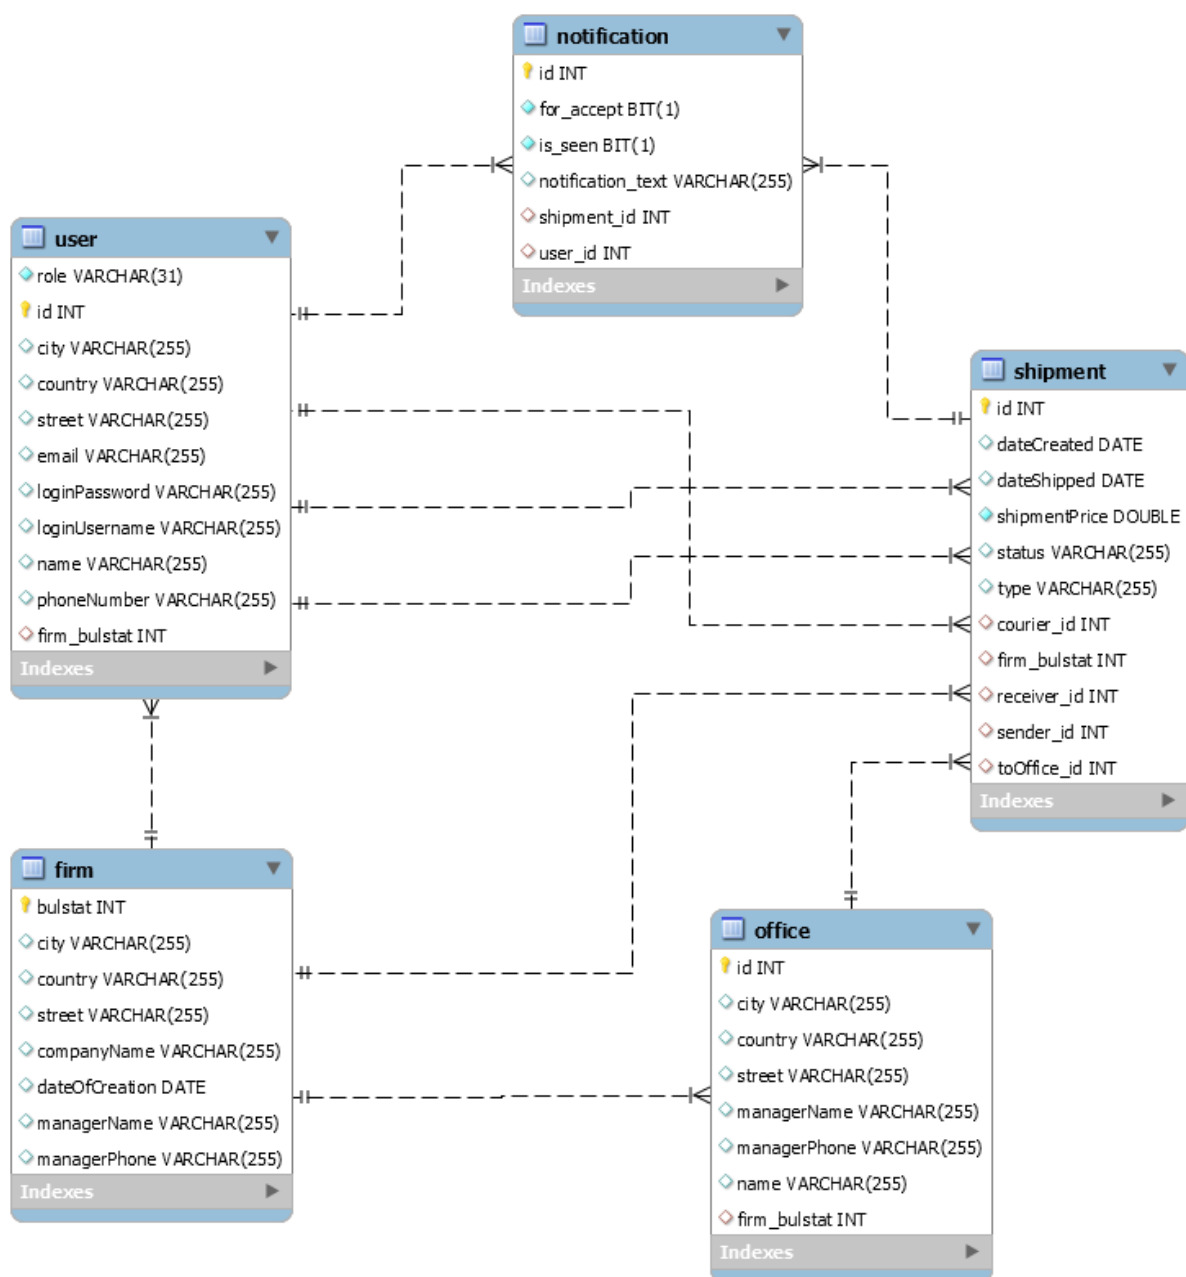 notification
id INT
for_accept BIT(1)
is_seen BIT(1)
notification_text VARCHAR(255)
shipment_id INT
user_id INT
Indexes
user
role VARCHAR(31)
id INT
city VARCHAR(255)
country VARCHAR(255)
street VARCHAR(255)
email VARCHAR(255)
loginPassword VARCHAR(255)
loginUsername VARCHAR(255)
name VARCHAR(255)
phoneNumber VARCHAR(255)
firm_bulstat INT
Indexes
shipment
id INT
dateCreated DATE
dateShipped DATE
shipmentPrice DOUBLE
status VARCHAR(255)
type VARCHAR(255)
courier_id INT
firm_bulstat INT
receiver_id INT
sender_id INT
toOffice_id INT
Indexes
firm
bulstat INT
city VARCHAR(255)
country VARCHAR(255)
street VARCHAR(255)
companyName VARCHAR(255)
dateOfCreation DATE
managerName VARCHAR(255)
managerPhone VARCHAR(255)
Indexes
office
id INT
city VARCHAR(255)
country VARCHAR(255)
street VARCHAR(255)
managerName VARCHAR(255)
managerPhone VARCHAR(255)
name VARCHAR(255)
firm_bulstat INT
Indexes